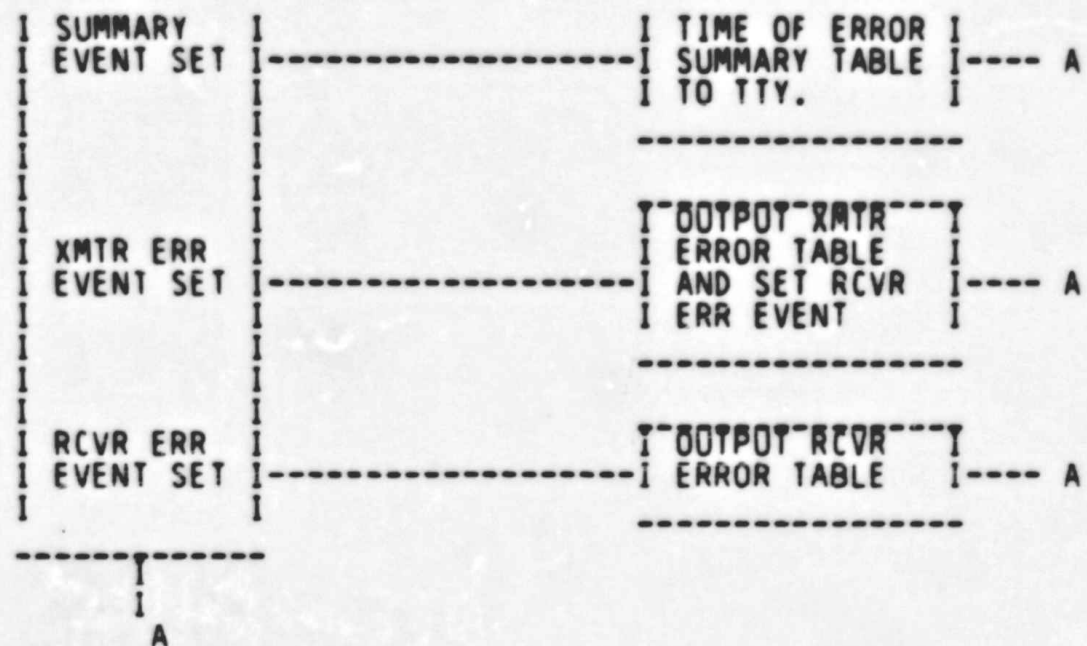 I SUMMARY       I                         I TIME OF ERROR I
I EVENT SET I-------------------I SUMMARY TABLE I---- A
I               I                         I TO TTY.       I
I               I
I               I                         -----------------
I               I
I               I                         I OUTPUT XMTR   I
I XMTR ERR      I                         I ERROR TABLE   I
I EVENT SET I-------------------I AND SET RCVR  I---- A
I               I                         I ERR EVENT     I
I               I
I               I                         -----------------
I               I
I RCVR ERR      I                         I OUTPUT RCVR   I
I EVENT SET I-------------------I ERROR TABLE   I---- A
I               I
                                          -----------------
-------------
      I
      I
       A